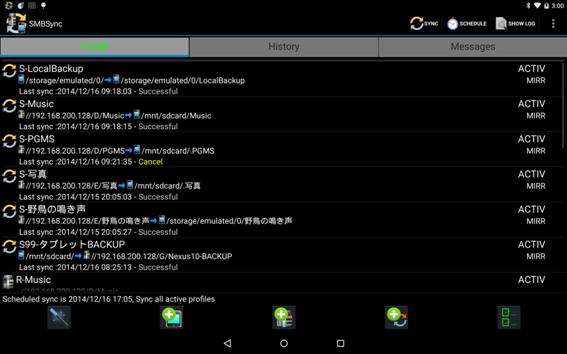 3:00
SMBSync
SYNC SCHEDULE SHOW LOG
Profiles History Messages
S-LocalBackup ACTIV
/storage/emulated/0/ /storage/emulated/0/LocalBackup MIRR
Last sync :2014/12/16 09:18:03 - Successful
S-Music ACTIV
//192.168.200.128/D/Music /mnt/sdcard/Music MIRR
Last sync :2014/12/16 09:18:15 - Successful
S-PGMS ACTIV
//192.168.200.128/D/PGMS /mnt/sdcard/.PGMS MIRR
Last sync :2014/12/16 09:21:35 - Cancel
S-写真 ACTIV
//192.168.200.128/E/写真 /mnt/sdcard/.写真 MIRR
Last sync :2014/12/15 20:05:03 - Successful
S-野鳥の鳴き声 ACTIV
//192.168.200.128/E/野鳥の鳴き声 /storage/emulated/0/野鳥の鳴き声 MIRR
Last sync :2014/12/15 20:05:27 - Successful
S99-タブレットBACKUP ACTIV
/mnt/sdcard/ //192.168.200.128/G/Nexus10-BACKUP MIRR
Last sync :2014/12/16 08:25:13 - Successful
R-Music ACTIV
//192.168.200.128/D/Music
Scheduled sync is 2014/12/16 17:05, Sync all active profiles